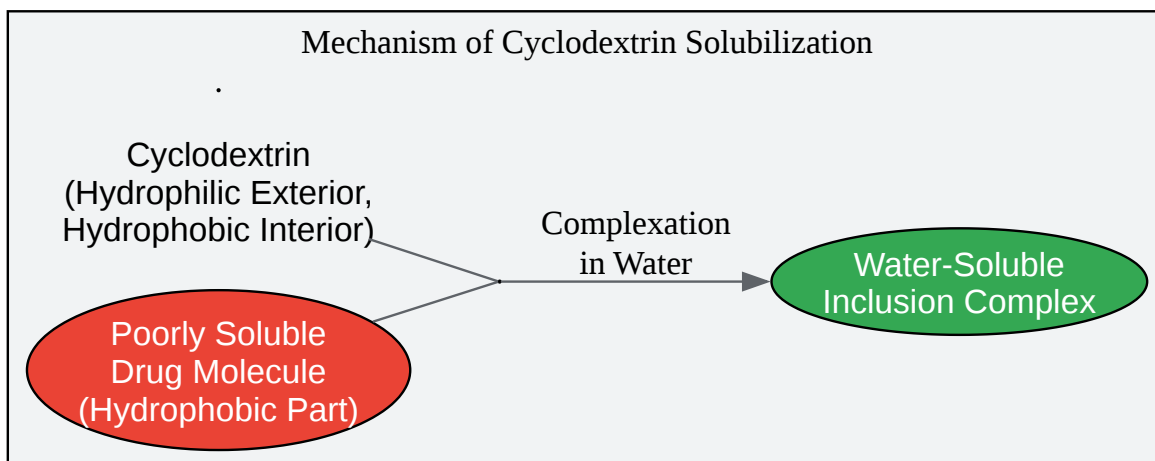 Mechanism of Cyclodextrin Solubilization
.
Cyclodextrin
(Hydrophilic Exterior,
Hydrophobic Interior)
Complexation
in Water
Water-Soluble
Inclusion Complex
Poorly Soluble
Drug Molecule
(Hydrophobic Part)